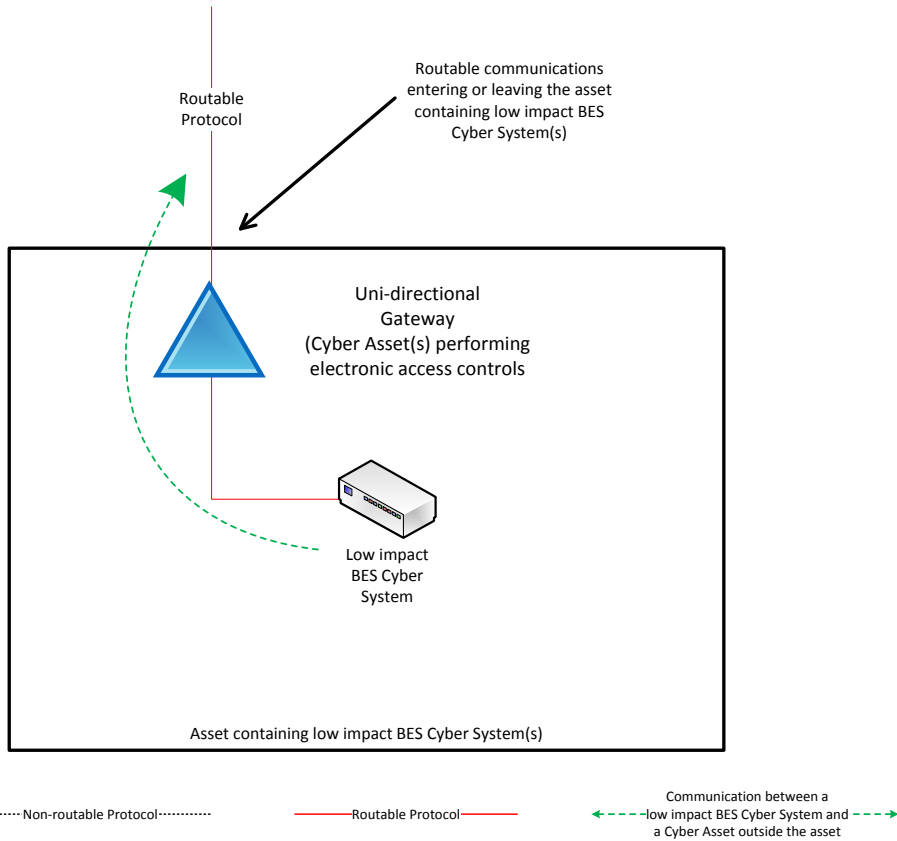 Routable communications
entering or leaving the asset
containing low impact BES
Cyber System(s)
Routable
Protocol
Uni-directional
Gateway
(Cyber Asset(s) performing
electronic access controls
Low impact
BES Cyber
System
Asset containing low impact BES Cyber System(s)
Non-routable Protocol
Routable Protocol
Communication between a
low impact BES Cyber System and
a Cyber Asset outside the asset